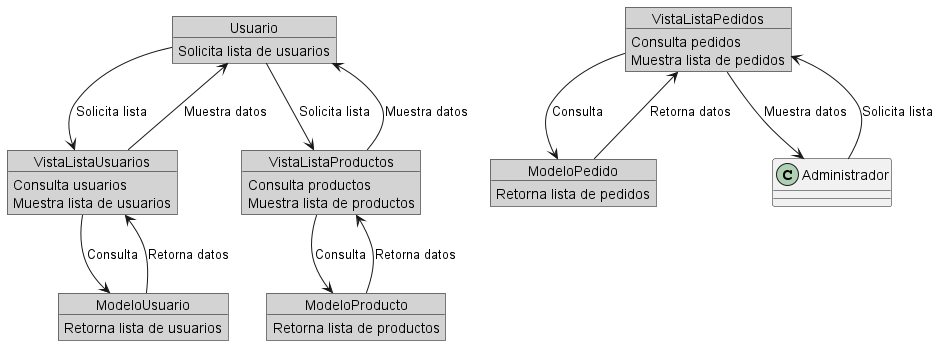 Usuario
Solicita lista de usuarios
Solicita lista
Muestra datos
Solicita lista
Muestra datos
VistaListaUsuarios
Consulta usuarios
Muestra lista de usuarios
VistaListaProductos
Consulta productos
Muestra lista de productos
Consulta
Retorna datos
Consulta
Retorna datos
ModeloUsuario
Retorna lista de usuarios
ModeloProducto
Retorna lista de productos
VistaListaPedidos
Consulta pedidos
Muestra lista de pedidos
Consulta
Retorna datos
Muestra datos
Solicita lista
ModeloPedido
Retorna lista de pedidos
C Administrador